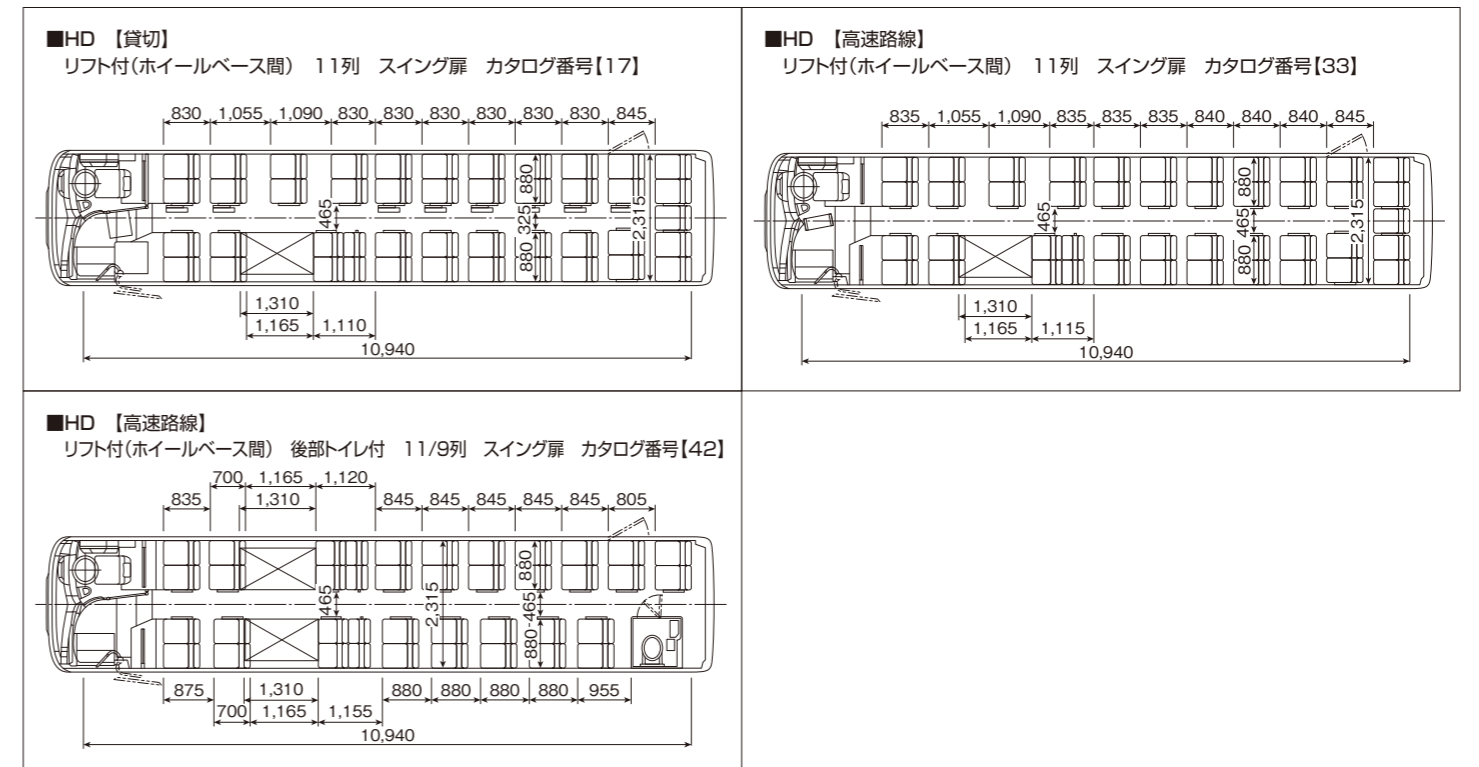 ■HD 【貸切】
リフト付(ホイールベース間) 11列 スイング扉 カタログ番号【17】
830 1,055 1,090 830 830 830 830 830 830 845
465 880 325 880 2,315
1,310
1,165 1,110
10,940
■HD 【高速路線】
リフト付(ホイールベース間) 11列 スイング扉 カタログ番号【33】
835 1,055 1,090 835 835 835 840 840 840 845
465 880 465 880 2,315
1,310
1,165 1,115
10,940
■HD 【高速路線】
リフト付(ホイールベース間) 後部トイレ付 11/9列 スイング扉 カタログ番号【42】
700 1,165 1,120
835 1,310 845 845 845 845 845 805
465 2,315 880 465 880
875 1,310 880 880 880 880 955
700 1,165 1,155
10,940